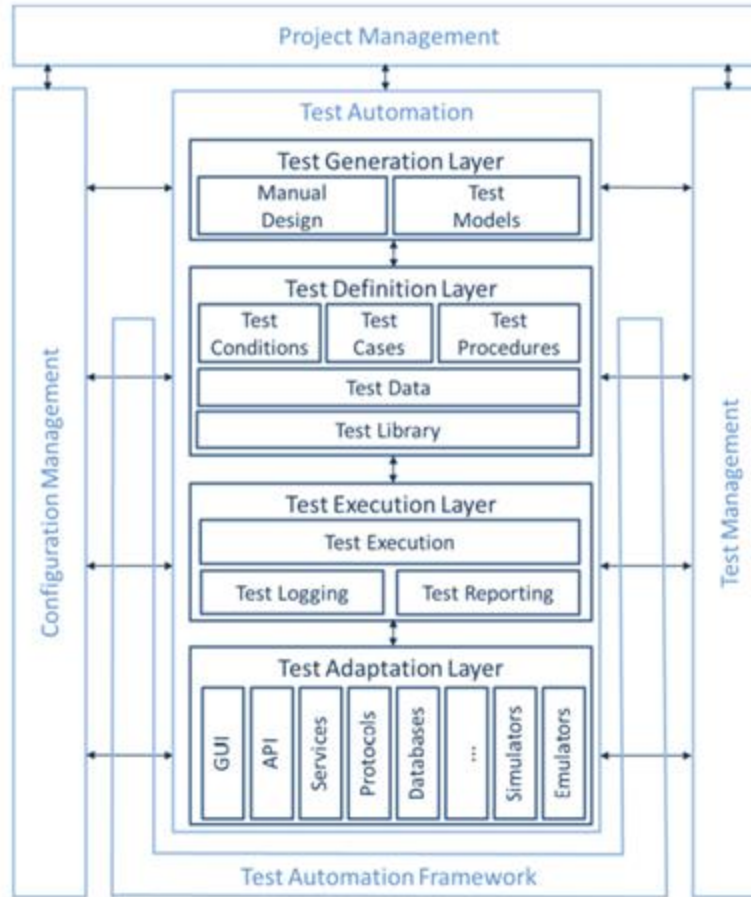 Project Management
Test Automation
Test Generation Layer
Manual
Design
Test
Models
Test Definition Layer
Test
Conditions
Test
Cases
Test
Procedures
Test Data
Test Library
Test Execution Layer
Test Execution
Test Logging
Test Reporting
Test Adaptation Layer
GUI
API
Services
Protocols
Databases
...
Simulators
Emulators
Configuration Management
Test Management
Test Automation Framework